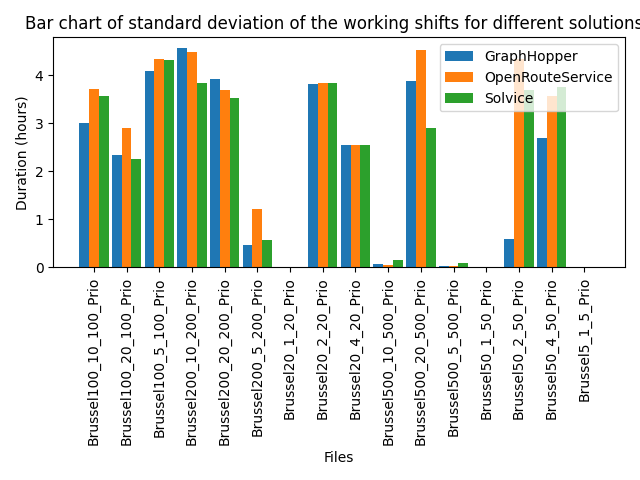 Bar chart of standard deviation of the working shifts for different solutions
GraphHopper
OpenRouteService
Solvice
Duration (hours)
4
3
2
1
0
Brussel100_10_100_Prio
Brussel100_20_100_Prio
Brussel100_5_100_Prio
Brussel200_10_200_Prio
Brussel200_20_200_Prio
Brussel200_5_200_Prio
Brussel20_1_20_Prio
Brussel20_2_20_Prio
Brussel20_4_20_Prio
Brussel500_10_500_Prio
Brussel500_20_500_Prio
Brussel500_5_500_Prio
Brussel50_1_50_Prio
Brussel50_2_50_Prio
Brussel50_4_50_Prio
Brussel5_1_5_Prio
Files